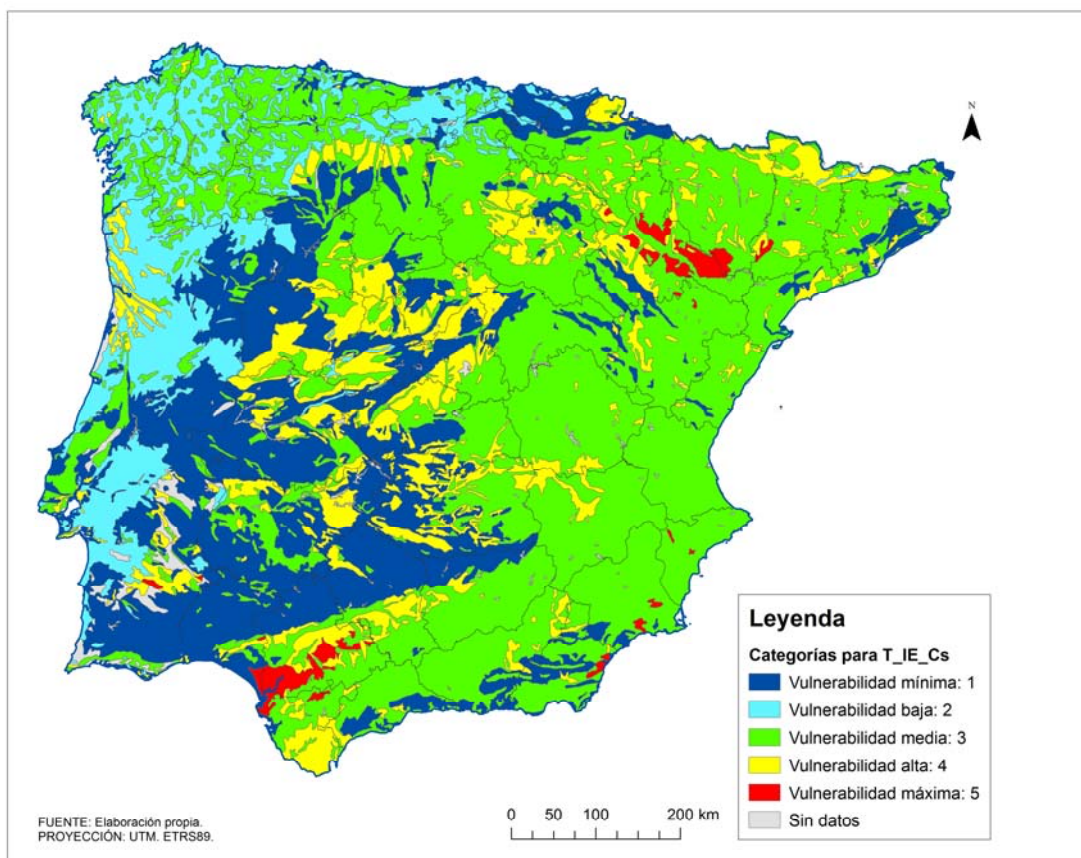 N
Leyenda
Categorías para T_IE_Cs
Vulnerabilidad mínima: 1
Vulnerabilidad baja: 2
Vulnerabilidad media: 3
Vulnerabilidad alta: 4
Vulnerabilidad máxima: 5
Sin datos
0 50 100 200 km
FUENTE: Elaboración propia.
PROYECCIÓN: UTM. ETRS89.